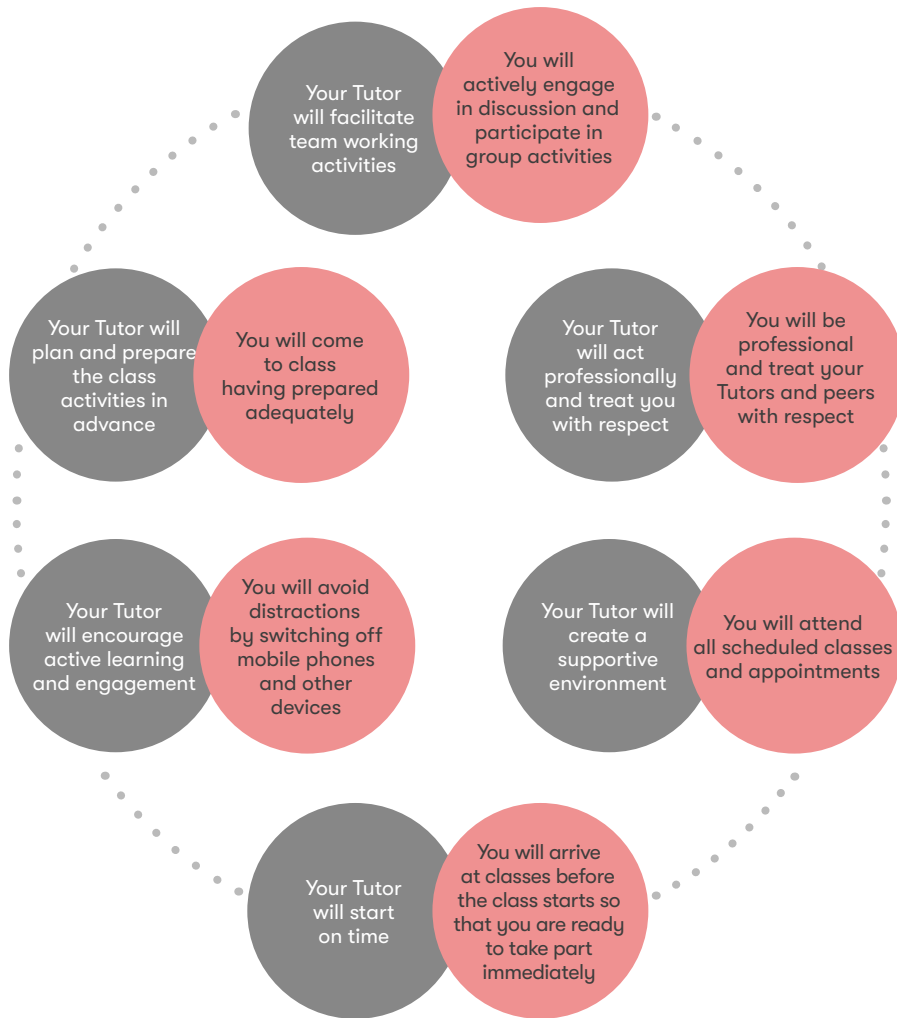 Your Tutor
will facilitate
team working
activities
You will
actively engage
in discussion and
participate in
group activities
Your Tutor will
plan and prepare
the class
activities in
advance
You will come
to class
having prepared
adequately
Your Tutor
will act
professionally
and treat you
with respect
You will be
professional
and treat your
Tutors and peers
with respect
Your Tutor
will encourage
active learning
and engagement
You will avoid
distractions
by switching off
mobile phones
and other
devices
Your Tutor will
create a
supportive
environment
You will attend
all scheduled classes
and appointments
Your Tutor
will start
on time
You will arrive
at classes before
the class starts so
that you are ready
to take part
immediately